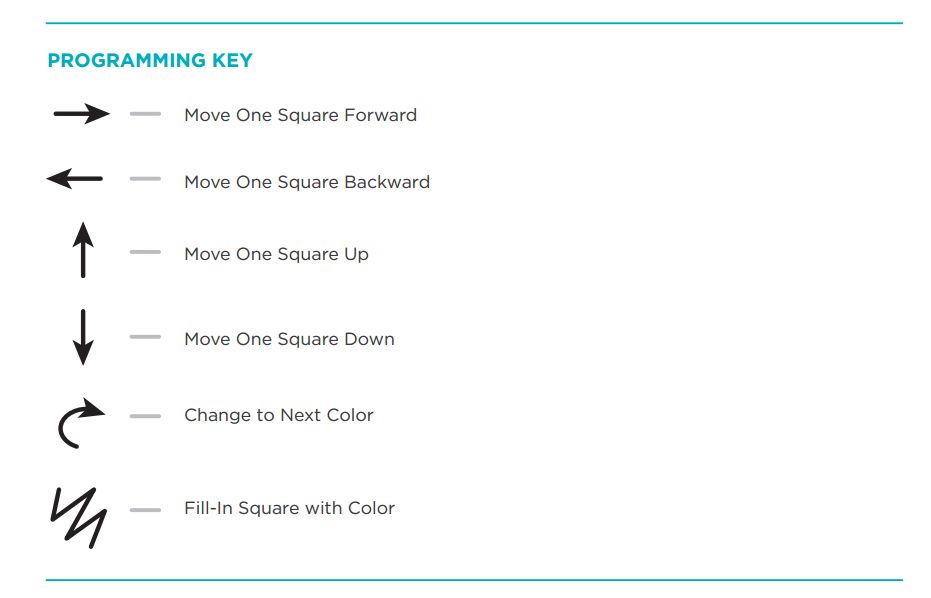 PROGRAMMING KEY
Move One Square Forward
Move One Square Backward
Move One Square Up
Move One Square Down
Change to Next Color
Fill-In Square with Color